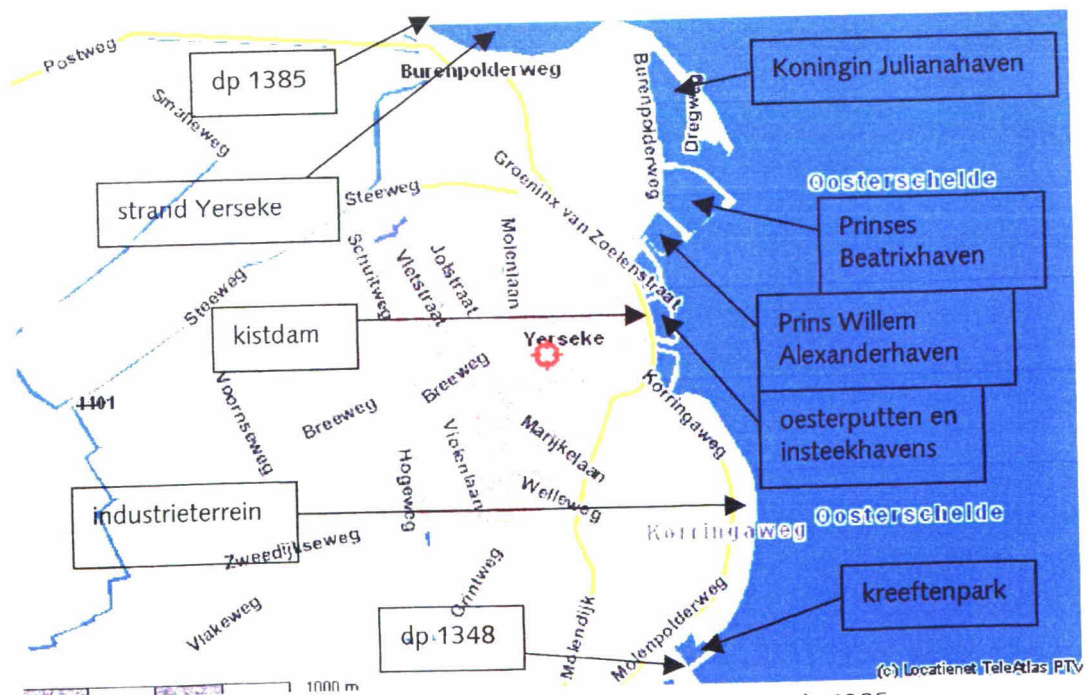 Postweg
dp 1385
Burenpolderweg
Smalleweg
strand Yerseke
Steeweg
Groeninx van Zoelenstraat
Burenpolderweg
Dregweg
Koningin Julianahaven
Oosterschelde
Prinses
Beatrixhaven
Prins Willem
Alexanderhaven
oesterputten en
insteekhavens
Steeweg
Schuitweg
Vletstraat
Jolstraat
Molenlaan
kistdam
Yerseke
4401
Voornseweg
Breeweg
Breeweg
Korringaweg
Marijkelaan
Violenlaan
Hogeweg
Welleweg
industrieterrein
Oosterschelde
Korringaweg
Zweedijkseweg
Grintweg
kreeftenpark
Vlakeweg
dp 1348
Molendijk
Molenpolderweg
(c) Locatienet TeleAtlas PTV
1000 m